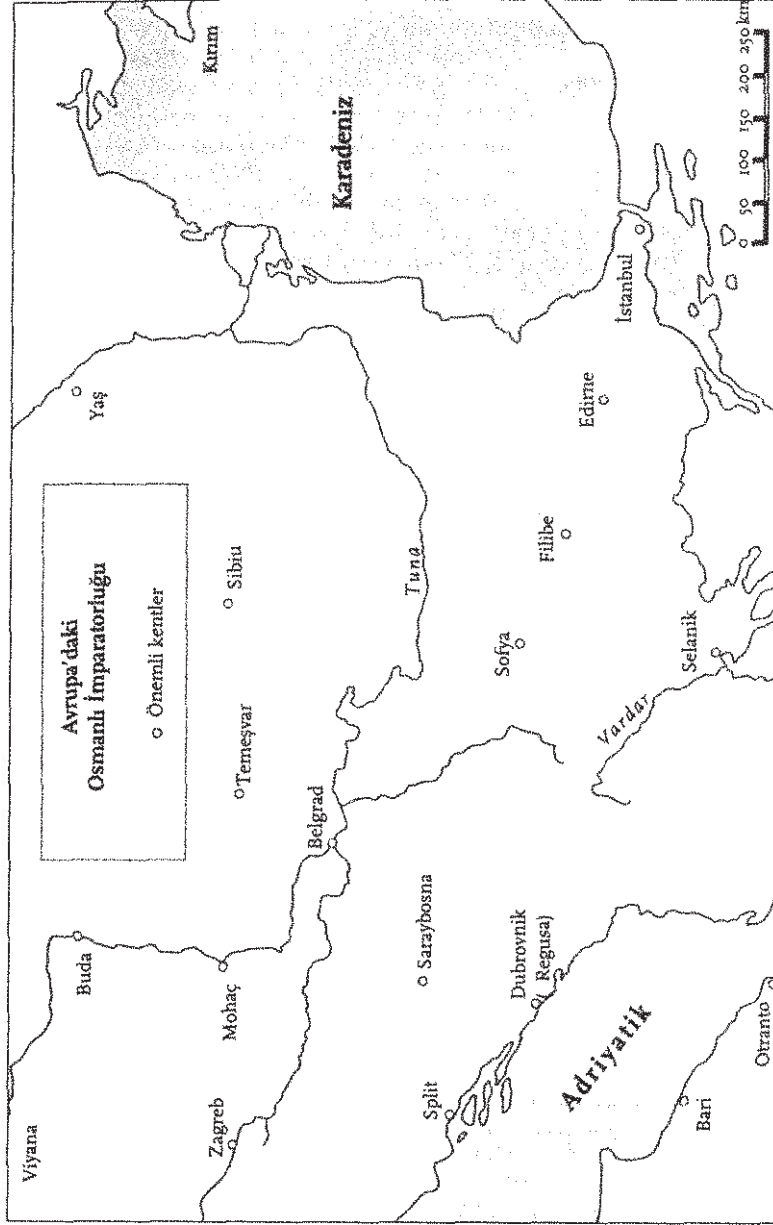 Avrupa'daki
Osmanlı İmparatorluğu
Önemli kentler
Viyana
Buda
Yaş
Kırım
Zagreb
Mohaç
Temeşvar
Sibiu
Belgrad
Karadeniz
Tuna
Saraybosna
Split
Dubrovnik
Regusa)
Sofya
Filibe
Edirne
İstanbul
Vardar
Selanik
Adriyatik
Bari
Otranto
0 50 100 150 200 250 km